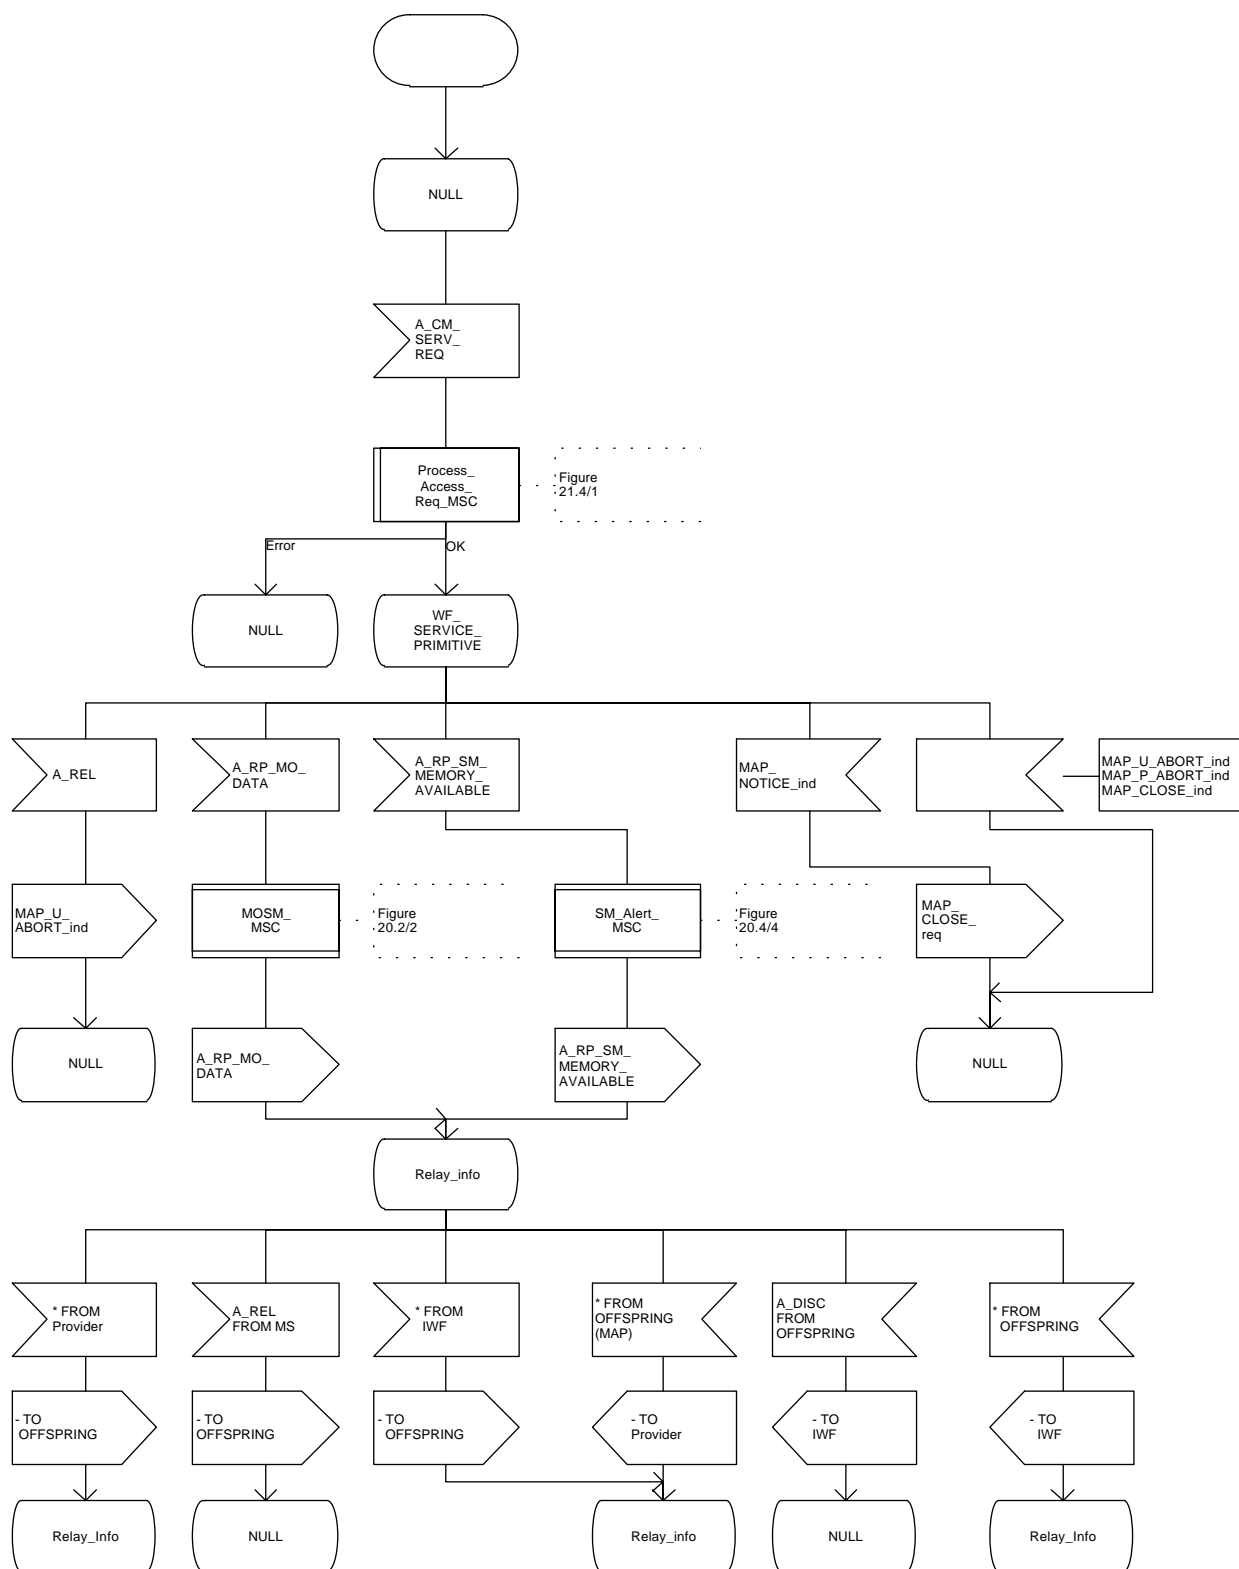 NULL
A_CM_
SERV_
REQ
Process_
Access_
Req_MSC
Figure
21.4/1
Error
OK
NULL
WF_
SERVICE_
PRIMITIVE
A_REL
A_RP_MO_
DATA
A_RP_SM_
MEMORY_
AVAILABLE
MAP_
NOTICE_ind
MAP_U_ABORT_ind
MAP_P_ABORT_ind
MAP_CLOSE_ind
MAP_U_
ABORT_ind
MOSM_
MSC
Figure
20.2/2
SM_Alert_
MSC
Figure
20.4/4
MAP_
CLOSE_
req
NULL
A_RP_MO_
DATA
A_RP_SM_
MEMORY_
AVAILABLE
NULL
Relay_info
* FROM
Provider
A_REL
FROM MS
* FROM
IWF
* FROM
OFFSPRING
(MAP)
A_DISC
FROM
OFFSPRING
* FROM
OFFSPRING
- TO
OFFSPRING
- TO
OFFSPRING
- TO
OFFSPRING
- TO
Provider
- TO
IWF
- TO
IWF
Relay_Info
NULL
Relay_info
NULL
Relay_Info